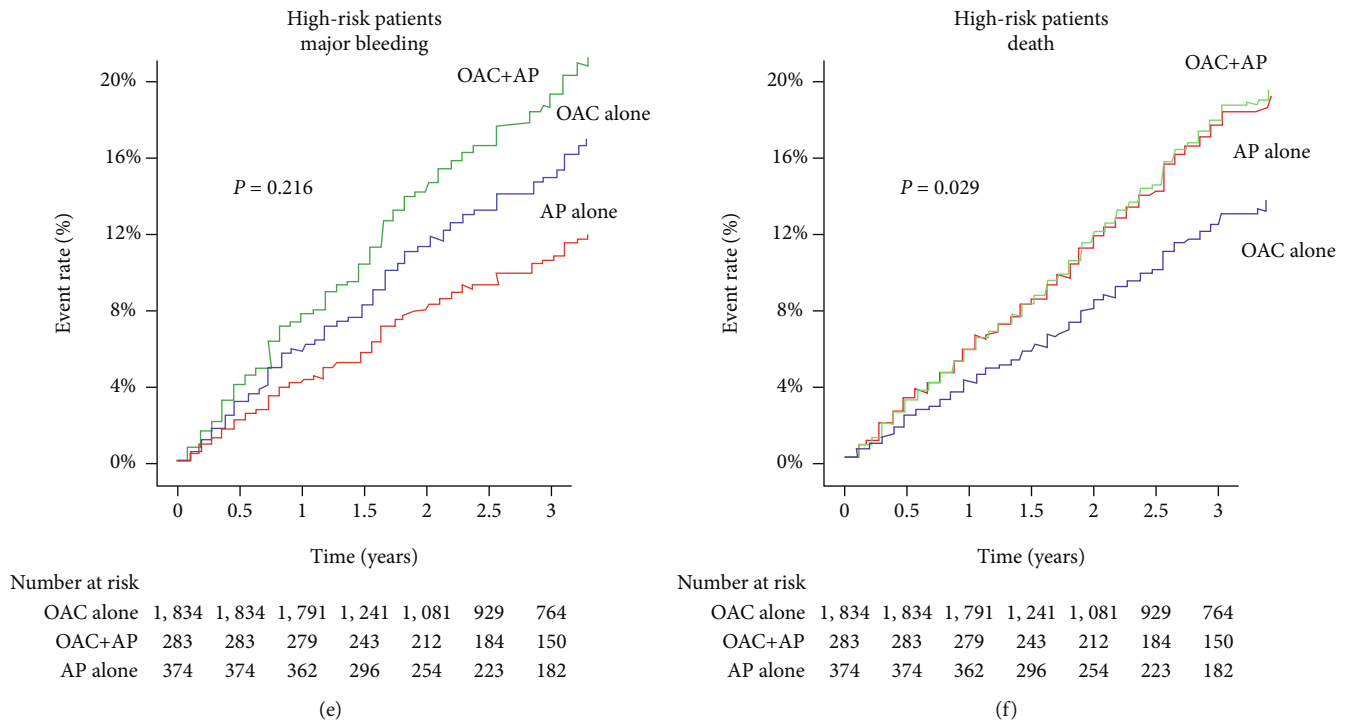 High-risk patients
major bleeding
OAC+AP
OAC alone
AP alone
P = 0.216
Event rate (%)
20%
16%
12%
8%
4%
0%
0 0.5 1 1.5 2 2.5 3
Time (years)
Number at risk
OAC alone 1, 834 1, 834 1, 791 1, 241 1, 081 929 764
OAC+AP 283 283 279 243 212 184 150
AP alone 374 374 362 296 254 223 182
(e)
High-risk patients
death
OAC+AP
AP alone
OAC alone
P = 0.029
Event rate (%)
20%
16%
12%
8%
4%
0%
0 0.5 1 1.5 2 2.5 3
Time (years)
Number at risk
OAC alone 1, 834 1, 834 1, 791 1, 241 1, 081 929 764
OAC+AP 283 283 279 243 212 184 150
AP alone 374 374 362 296 254 223 182
(f)